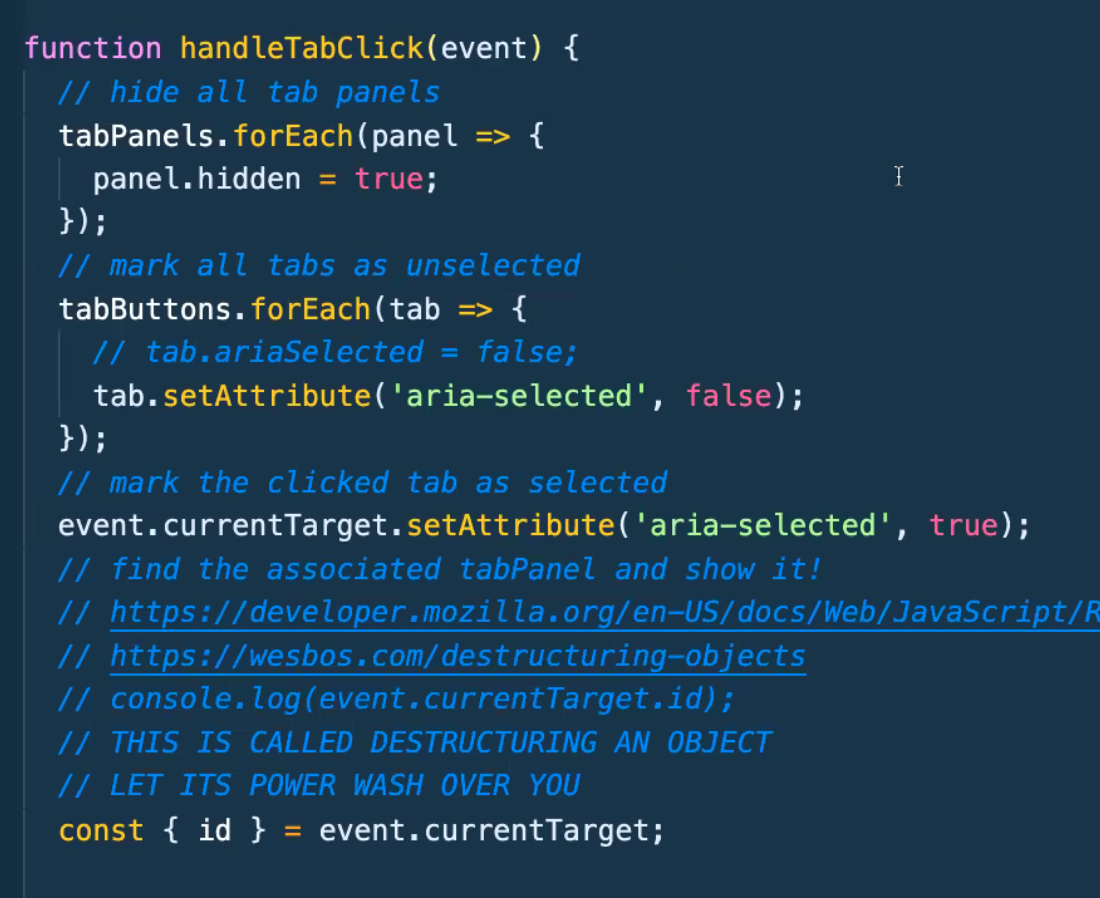 function handleTabClick(event) {
// hide all tab panels
tabPanels.forEach(panel => {
panel.hidden = true;
});
// mark all tabs as unselected
tabButtons.forEach(tab => {
// tab.ariaSelected = false;
tab.setAttribute('aria-selected', false);
});
// mark the clicked tab as selected
event.currentTarget.setAttribute('aria-selected', true);
// find the associated tabPanel and show it!
// https://developer.mozilla.org/en-US/docs/Web/JavaScript/R
// https://wesbos.com/destructuring-objects
// console.log(event.currentTarget.id);
// THIS IS CALLED DESTRUCTURING AN OBJECT
// LET ITS POWER WASH OVER YOU
const { id } = event.currentTarget;